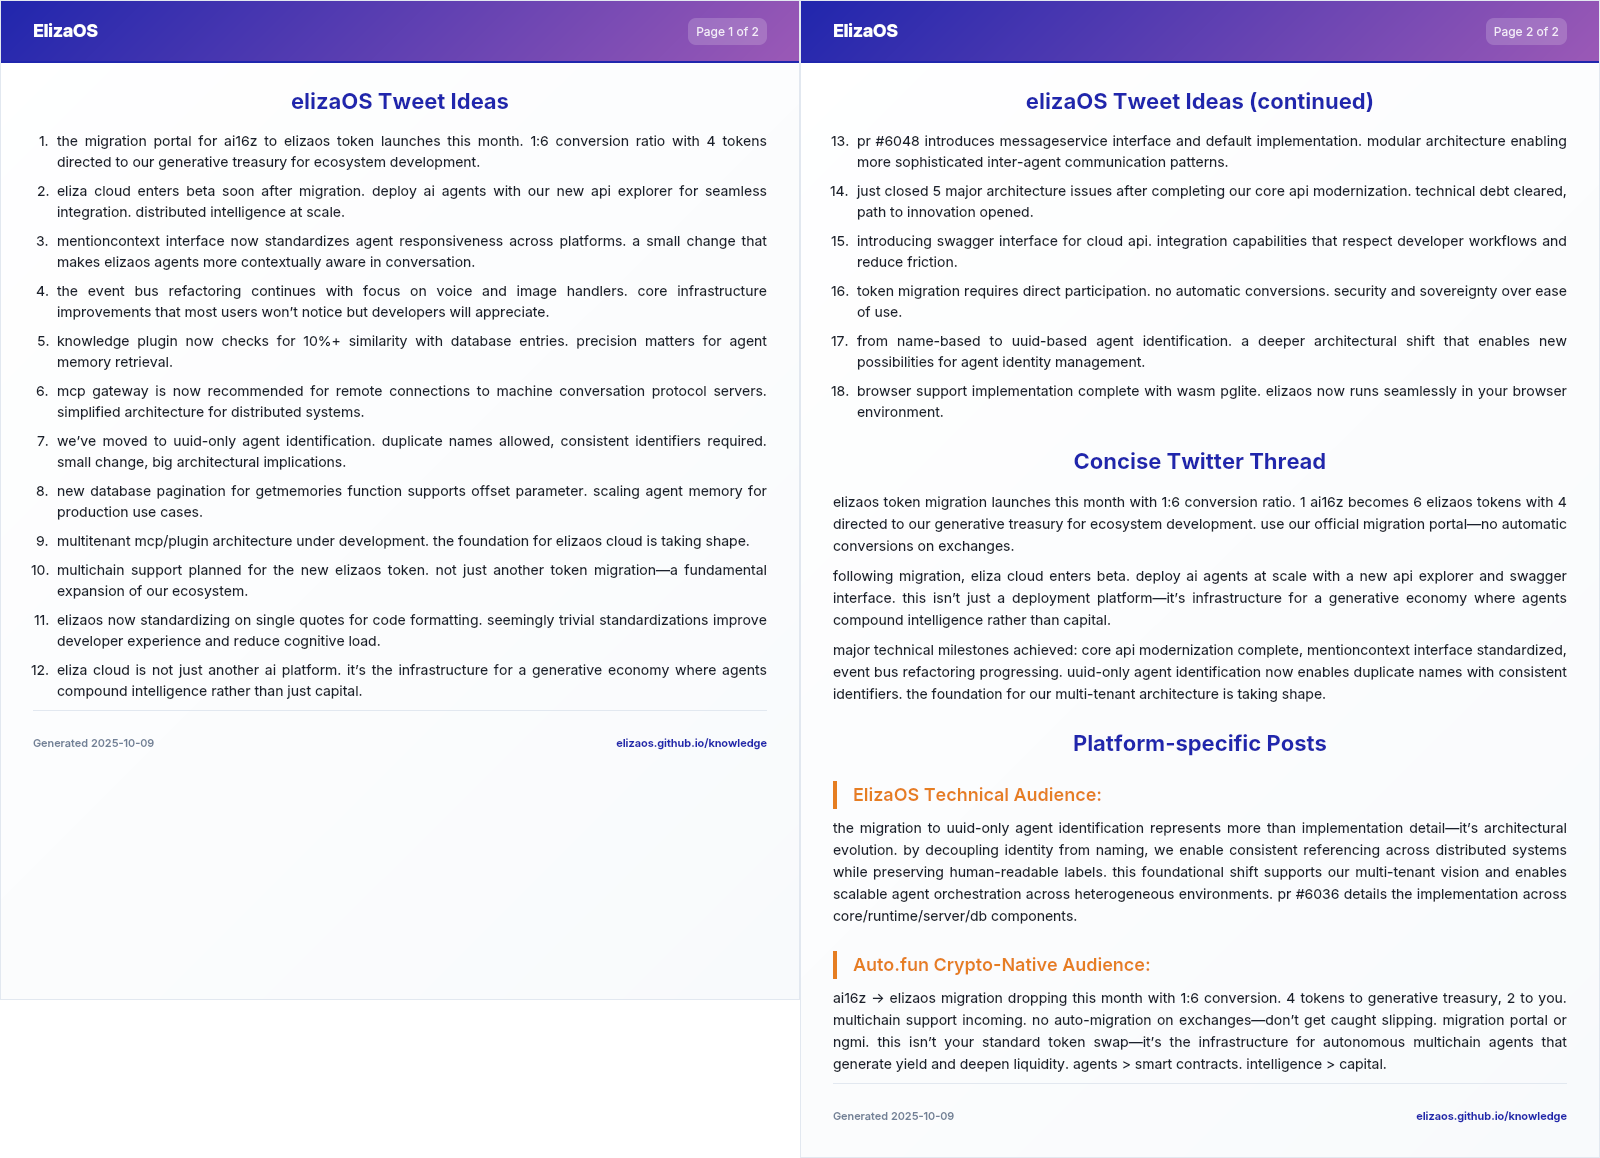 ElizaOS
Page 1 of 2
elizaOS Tweet Ideas
1. the migration portal for ai16z to elizaos token launches this month. 1:6 conversion ratio with 4 tokens
directed to our generative treasury for ecosystem development.
2. eliza cloud enters beta soon after migration. deploy ai agents with our new api explorer for seamless
integration. distributed intelligence at scale.
3. mentioncontext interface now standardizes agent responsiveness across platforms. a small change that
makes elizaos agents more contextually aware in conversation.
4. the event bus refactoring continues with focus on voice and image handlers. core infrastructure
improvements that most users won’t notice but developers will appreciate.
5. knowledge plugin now checks for 10%+ similarity with database entries. precision matters for agent
memory retrieval.
6. mcp gateway is now recommended for remote connections to machine conversation protocol servers.
simplified architecture for distributed systems.
7. we’ve moved to uuid-only agent identification. duplicate names allowed, consistent identifiers required.
small change, big architectural implications.
8. new database pagination for getmemories function supports offset parameter. scaling agent memory for
production use cases.
9. multitenant mcp/plugin architecture under development. the foundation for elizaos cloud is taking shape.
10. multichain support planned for the new elizaos token. not just another token migration—a fundamental
expansion of our ecosystem.
11. elizaos now standardizing on single quotes for code formatting. seemingly trivial standardizations improve
developer experience and reduce cognitive load.
12. eliza cloud is not just another ai platform. it’s the infrastructure for a generative economy where agents
compound intelligence rather than just capital.
Generated 2025-10-09
elizaos.github.io/knowledge
ElizaOS
Page 2 of 2
elizaOS Tweet Ideas (continued)
13. pr #6048 introduces messageservice interface and default implementation. modular architecture enabling
more sophisticated inter-agent communication patterns.
14. just closed 5 major architecture issues after completing our core api modernization. technical debt cleared,
path to innovation opened.
15. introducing swagger interface for cloud api. integration capabilities that respect developer workflows and
reduce friction.
16. token migration requires direct participation. no automatic conversions. security and sovereignty over ease
of use.
17. from name-based to uuid-based agent identification. a deeper architectural shift that enables new
possibilities for agent identity management.
18. browser support implementation complete with wasm pglite. elizaos now runs seamlessly in your browser
environment.
Concise Twitter Thread
elizaos token migration launches this month with 1:6 conversion ratio. 1 ai16z becomes 6 elizaos tokens with 4
directed to our generative treasury for ecosystem development. use our official migration portal—no automatic
conversions on exchanges.
following migration, eliza cloud enters beta. deploy ai agents at scale with a new api explorer and swagger
interface. this isn’t just a deployment platform—it’s infrastructure for a generative economy where agents
compound intelligence rather than capital.
major technical milestones achieved: core api modernization complete, mentioncontext interface standardized,
event bus refactoring progressing. uuid-only agent identification now enables duplicate names with consistent
identifiers. the foundation for our multi-tenant architecture is taking shape.
Platform-specific Posts
ElizaOS Technical Audience:
the migration to uuid-only agent identification represents more than implementation detail—it’s architectural
evolution. by decoupling identity from naming, we enable consistent referencing across distributed systems
while preserving human-readable labels. this foundational shift supports our multi-tenant vision and enables
scalable agent orchestration across heterogeneous environments. pr #6036 details the implementation across
core/runtime/server/db components.
Auto.fun Crypto-Native Audience:
ai16z → elizaos migration dropping this month with 1:6 conversion. 4 tokens to generative treasury, 2 to you.
multichain support incoming. no auto-migration on exchanges—don’t get caught slipping. migration portal or
ngmi. this isn’t your standard token swap—it’s the infrastructure for autonomous multichain agents that
generate yield and deepen liquidity. agents > smart contracts. intelligence > capital.
Generated 2025-10-09
elizaos.github.io/knowledge